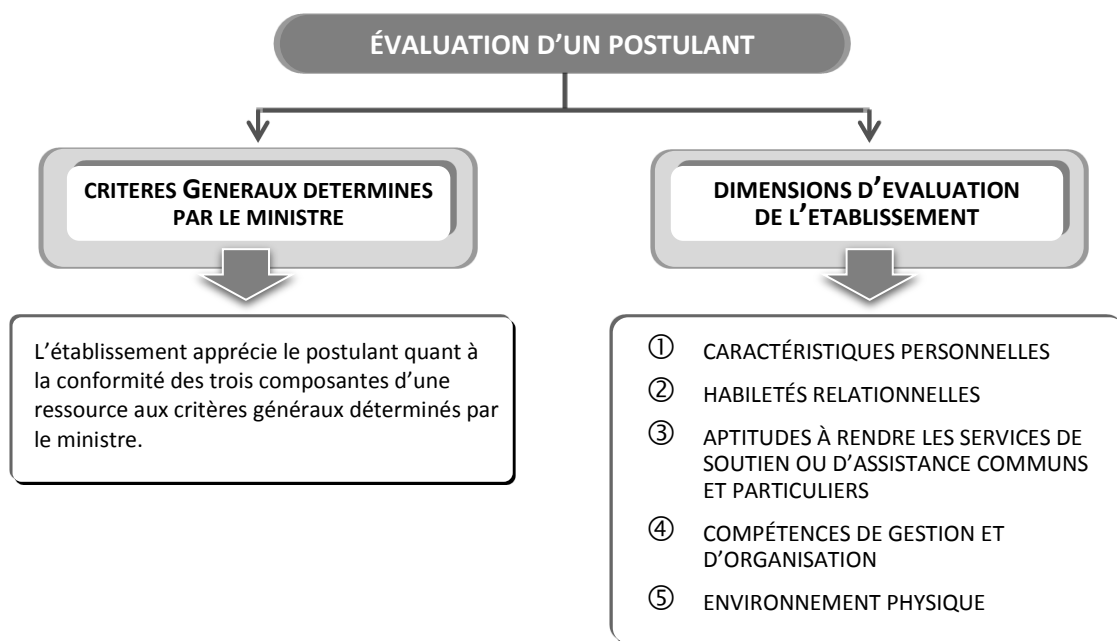 ÉVALUATION D’UN POSTULANT
CRITERES GENERAUX DETERMINES
PAR LE MINISTRE
L’établissement apprécie le postulant quant à
la conformité des trois composantes d’une
ressource aux critères généraux déterminés par
le ministre.
DIMENSIONS D’EVALUATION
DE L’ETABLISSEMENT
① CARACTÉRISTIQUES PERSONNELLES
② HABILETÉS RELATIONNELLES
③ APTITUDES À RENDRE LES SERVICES DE
SOUTIEN OU D’ASSISTANCE COMMUNS
ET PARTICULIERS
④ COMPÉTENCES DE GESTION ET
D’ORGANISATION
⑤ ENVIRONNEMENT PHYSIQUE